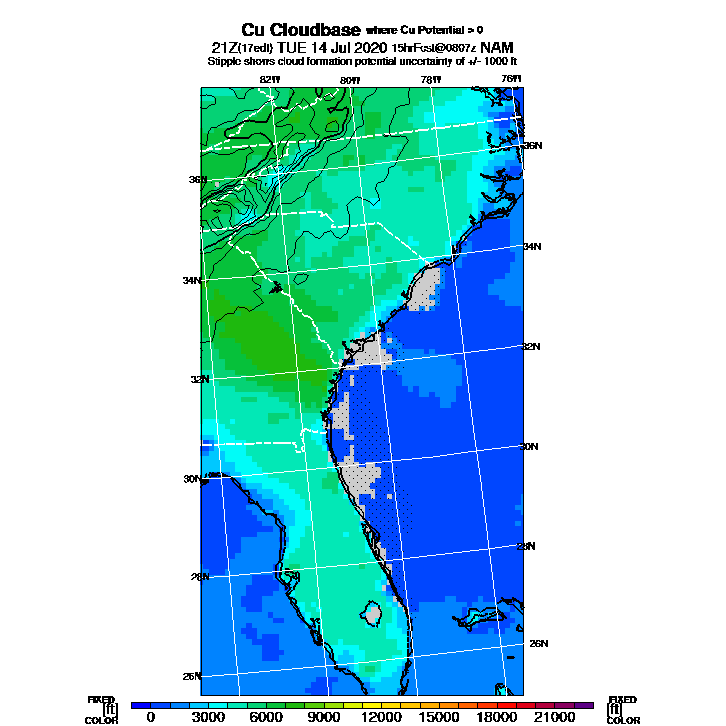 Cu Cloudbase where Cu Potential > 0
21Z(17edt) TUE 14 Jul 2020 15hrFcst@0807z NAM
Stipple shows cloud formation potential uncertainty of +/- 1000 ft
82W 80W 78W 76W
36N 36N
34N 34N
32N 32N
30N 30N
28N 28N
26N 26N
FIXED FIXED
[ft] [ft]
COLOR 0 3000 6000 9000 12000 15000 18000 21000 COLOR